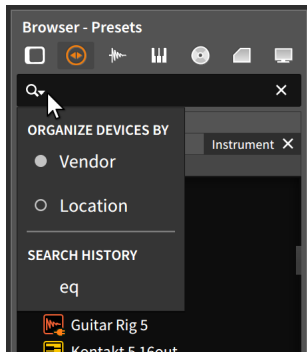 Browser - Presets
ORGANIZE DEVICES BY
Vendor
Instrument
Location
SEARCH HISTORY
eq
Guitar Rig 5
Kontakt 5 16out